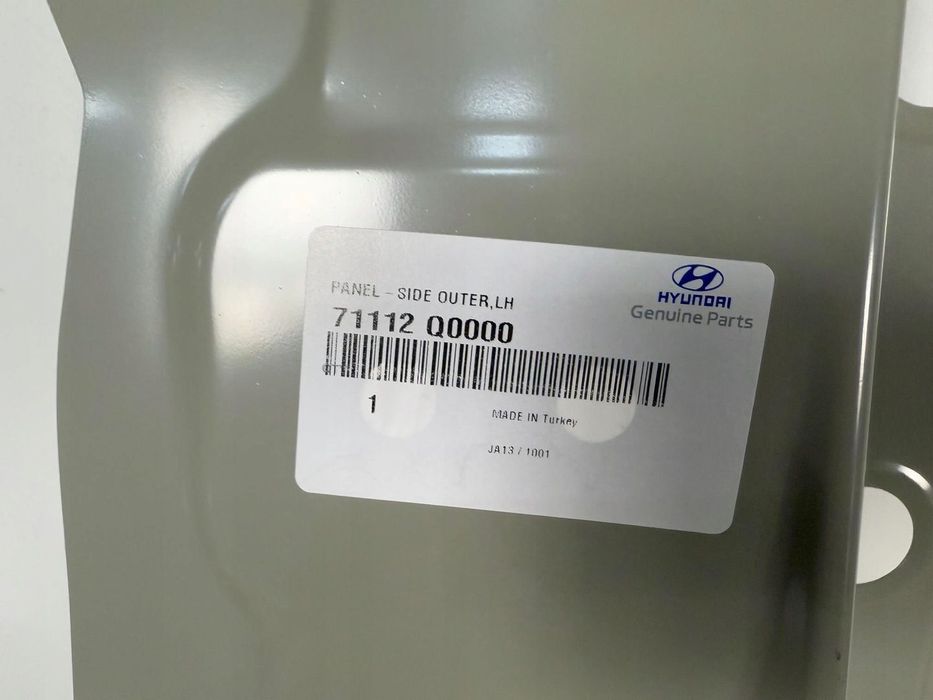 PANEL - SIDE OUTER,LH
HYUNDAI
Genuine Parts
71112 Q0000
1
MADE IN Turkey
JA13 / 1001